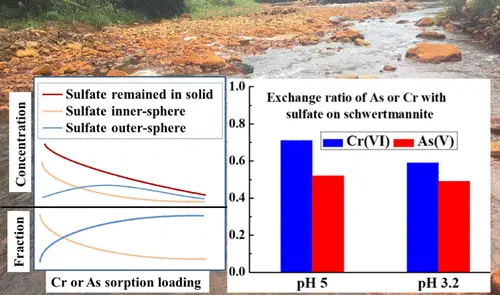 Sulfate remained in solid
Sulfate inner-sphere
Sulfate outer-sphere
Concentration
Fraction
Cr or As sorption loading
Exchange ratio of As or Cr with
sulfate on schwertmannite
Cr(VI) As(V)
1.0
0.8
0.6
0.4
0.2
0.0
pH 5 pH 3.2